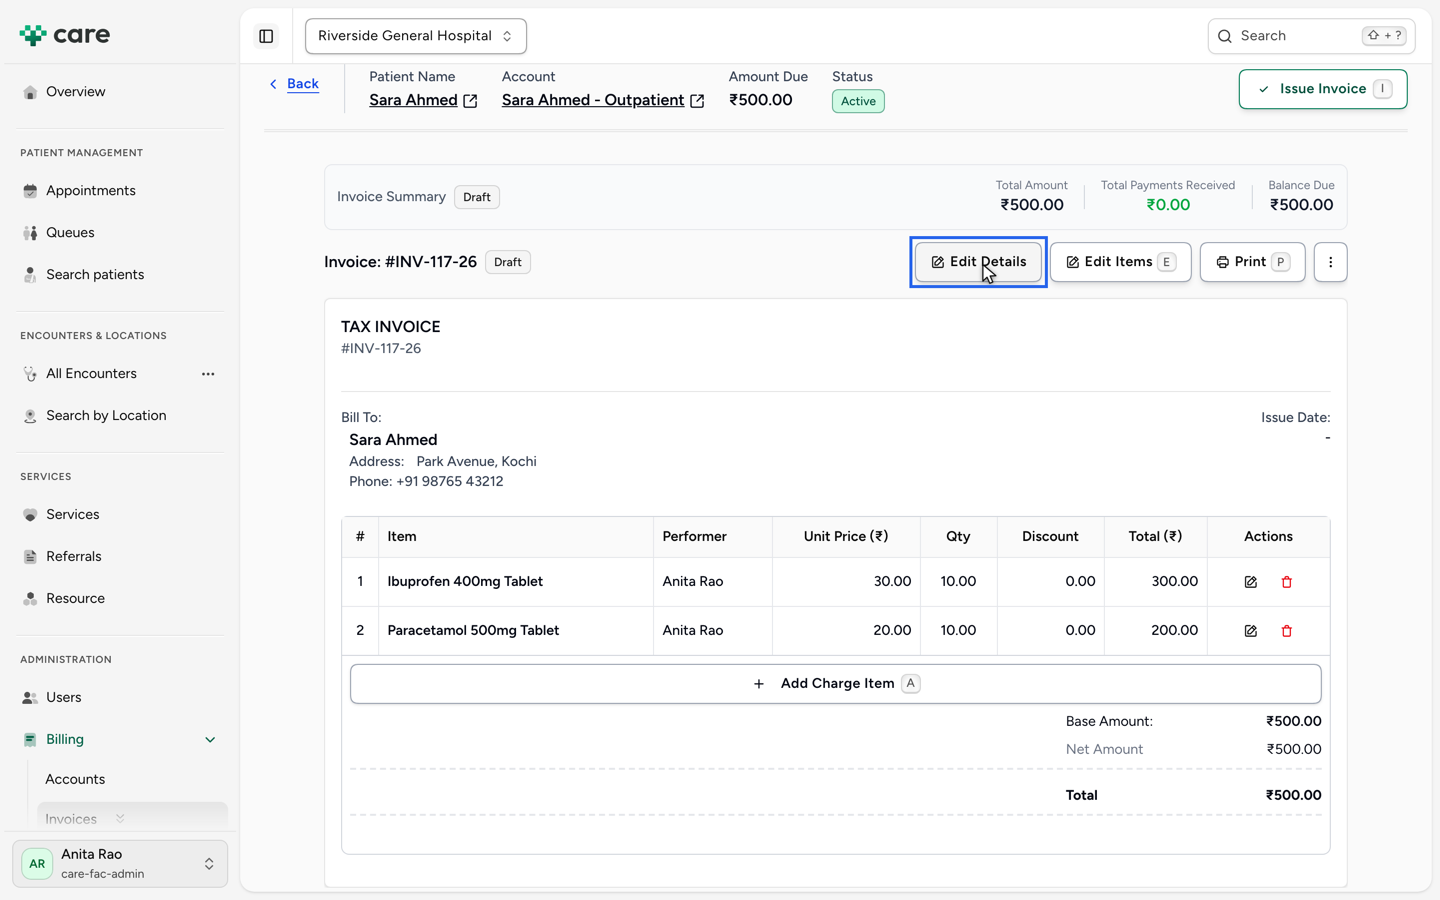 care
Riverside General Hospital
Search
⇧ + ?
Overview
PATIENT MANAGEMENT
Appointments
Queues
Search patients
ENCOUNTERS & LOCATIONS
All Encounters
Search by Location
SERVICES
Services
Referrals
Resource
ADMINISTRATION
Users
Billing
Accounts
Invoices
AR
Anita Rao
care-fac-admin
Back
Patient Name
Sara Ahmed
Account
Sara Ahmed - Outpatient
Amount Due
₹500.00
Status
Active
Issue Invoice I
Invoice Summary Draft
Total Amount
₹500.00
Total Payments Received
₹0.00
Balance Due
₹500.00
Invoice: #INV-117-26 Draft
Edit Details
Edit Items E
Print P
TAX INVOICE
#INV-117-26
Bill To:
Sara Ahmed
Address: Park Avenue, Kochi
Phone: +91 98765 43212
Issue Date:
-
# Item Performer Unit Price (₹) Qty Discount Total (₹) Actions
1 Ibuprofen 400mg Tablet Anita Rao 30.00 10.00 0.00 300.00
2 Paracetamol 500mg Tablet Anita Rao 20.00 10.00 0.00 200.00
+ Add Charge Item A
Base Amount: ₹500.00
Net Amount ₹500.00
Total ₹500.00